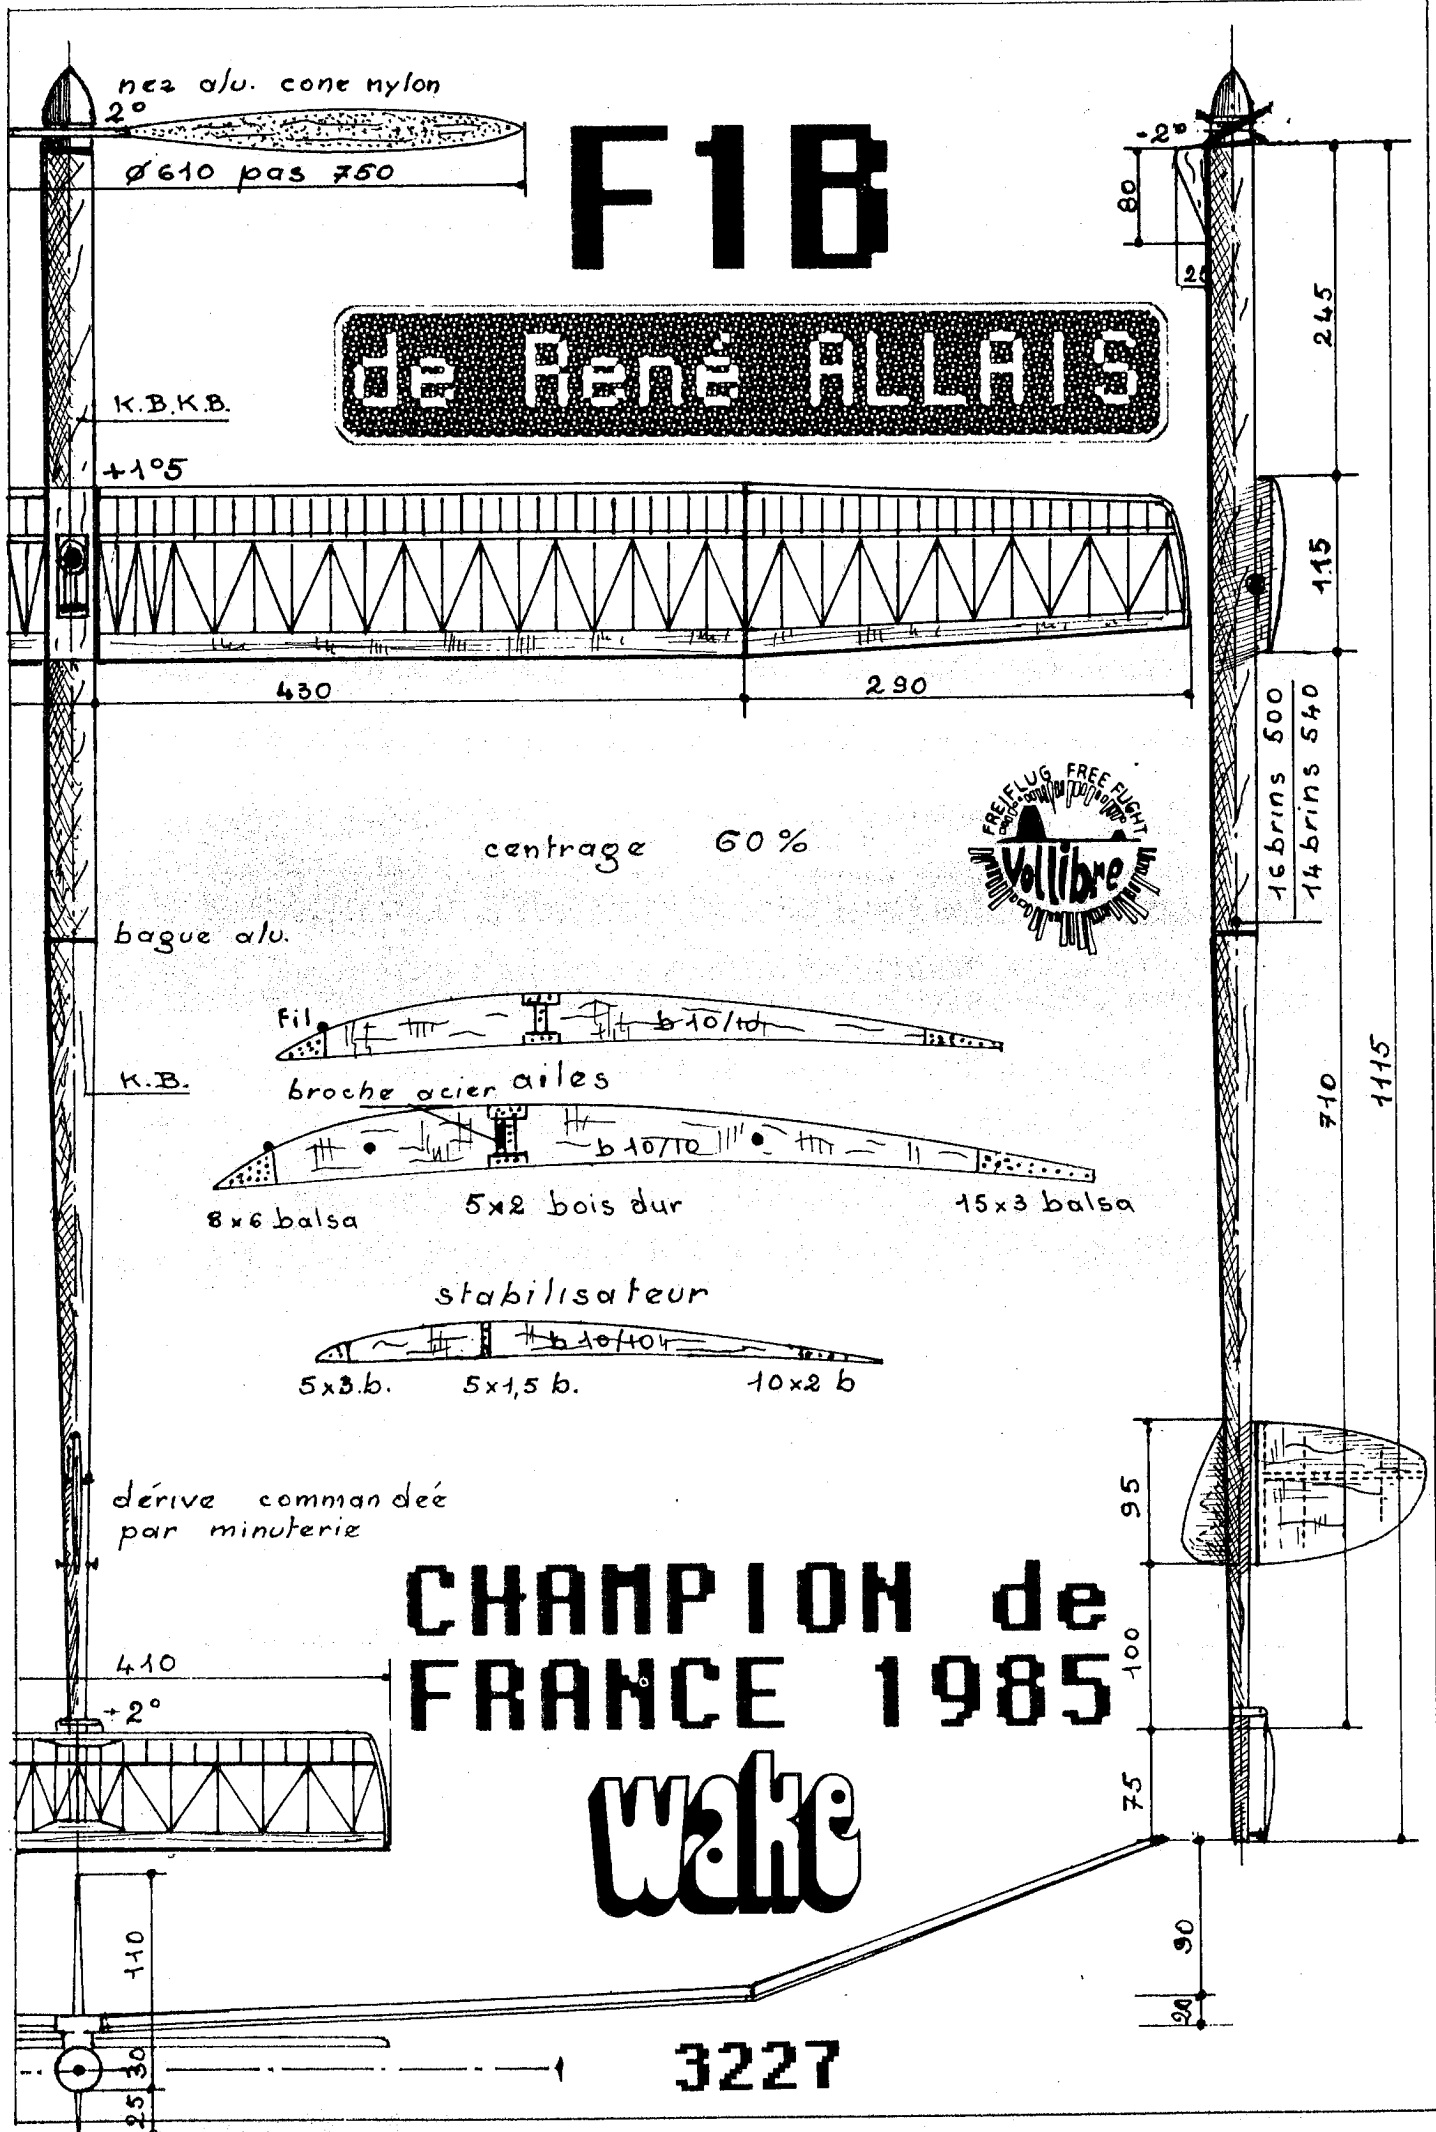 nez alu. cone nylon
2°
Ø 610 pas 750
F1B
de René ALLAIS
-2°
80
245
K.B.K.B.
+1°5
115
430
290
16 brins 500
14 brins 540
FREIFLUG FREE FLIGHT
Vol libre
centrage 60%
bague alu.
Fil
b 10/10
K.B.
broche acier ailes
b 10/10
8x6 balsa
5x2 bois dur
15x3 balsa
710
1115
stabilisateur
b 10/10
5x3.b.
5x1,5 b.
10x2 b
dérive commandeé
par minuterie
95
CHAMPION de
FRANCE 1985
100
410
+2°
75
wake
110
90
20
30
25
3227